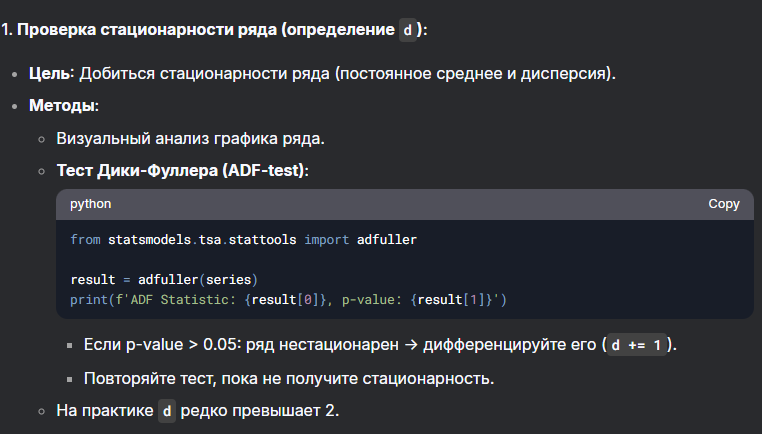 1. Проверка стационарности ряда (определение d):
Цель: Добиться стационарности ряда (постоянное среднее и дисперсия).
Методы:
Визуальный анализ графика ряда.
Тест Дики-Фуллера (ADF-test):
python Copy
from statsmodels.tsa.stattools import adfuller
result = adfuller(series)
print(f'ADF Statistic: {result[0]}, p-value: {result[1]}')
Если p-value > 0.05: ряд нестационарен → дифференцируйте его (d += 1).
Повторяйте тест, пока не получите стационарность.
На практике d редко превышает 2.